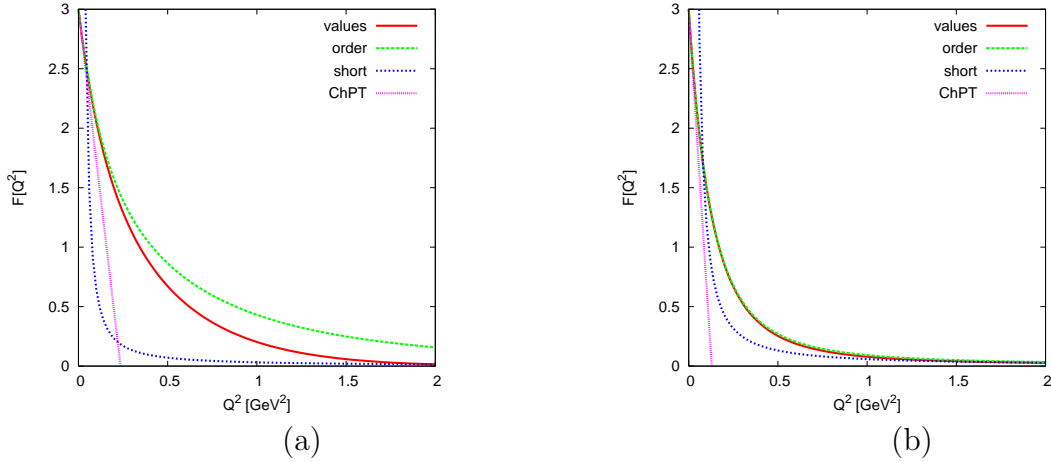 3
2.5
2
1.5
1
0.5
0
F[Q²]
values
order
short
ChPT
0 0.5 1 1.5 2
Q² [GeV²]
(a)
3
2.5
2
1.5
1
0.5
0
F[Q²]
values
order
short
ChPT
0 0.5 1 1.5 2
Q² [GeV²]
(b)